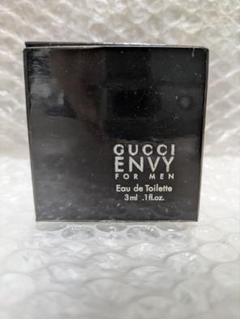 GUCCI
ENVY
FOR MEN
Eau de Toilette
3ml .1fl.oz.